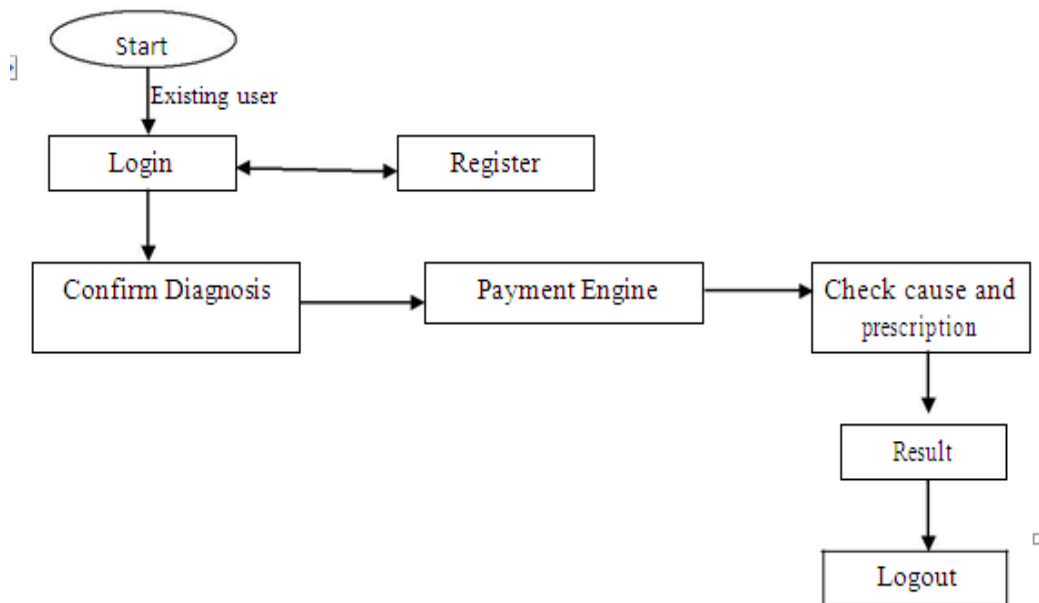 Start
Existing user
Login
Register
Confirm Diagnosis
Payment Engine
Check cause and
prescription
Result
Logout